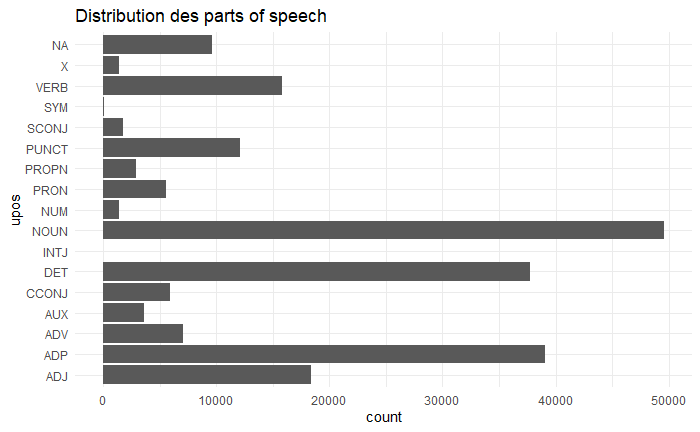 Distribution des parts of speech
NA
X
VERB
SYM
SCONJ
PUNCT
PROPN
PRON
NUM
NOUN
INTJ
DET
CCONJ
AUX
ADV
ADP
ADJ
upos
0 10000 20000 30000 40000 50000
count